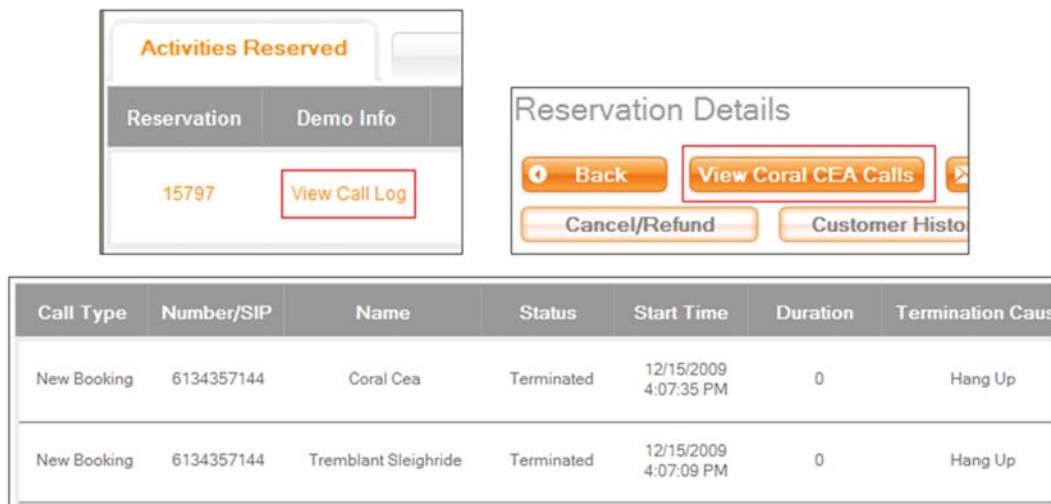 Activities Reserved
Reservation Demo Info
15797 View Call Log
Reservation Details
Back View Coral CEA Calls
Cancel/Refund Customer Histo
Call Type Number/SIP Name Status Start Time Duration Termination Caus
New Booking 6134357144 Coral Cea Terminated 12/15/2009 4:07:35 PM 0 Hang Up
New Booking 6134357144 Tremblant Sleighride Terminated 12/15/2009 4:07:09 PM 0 Hang Up